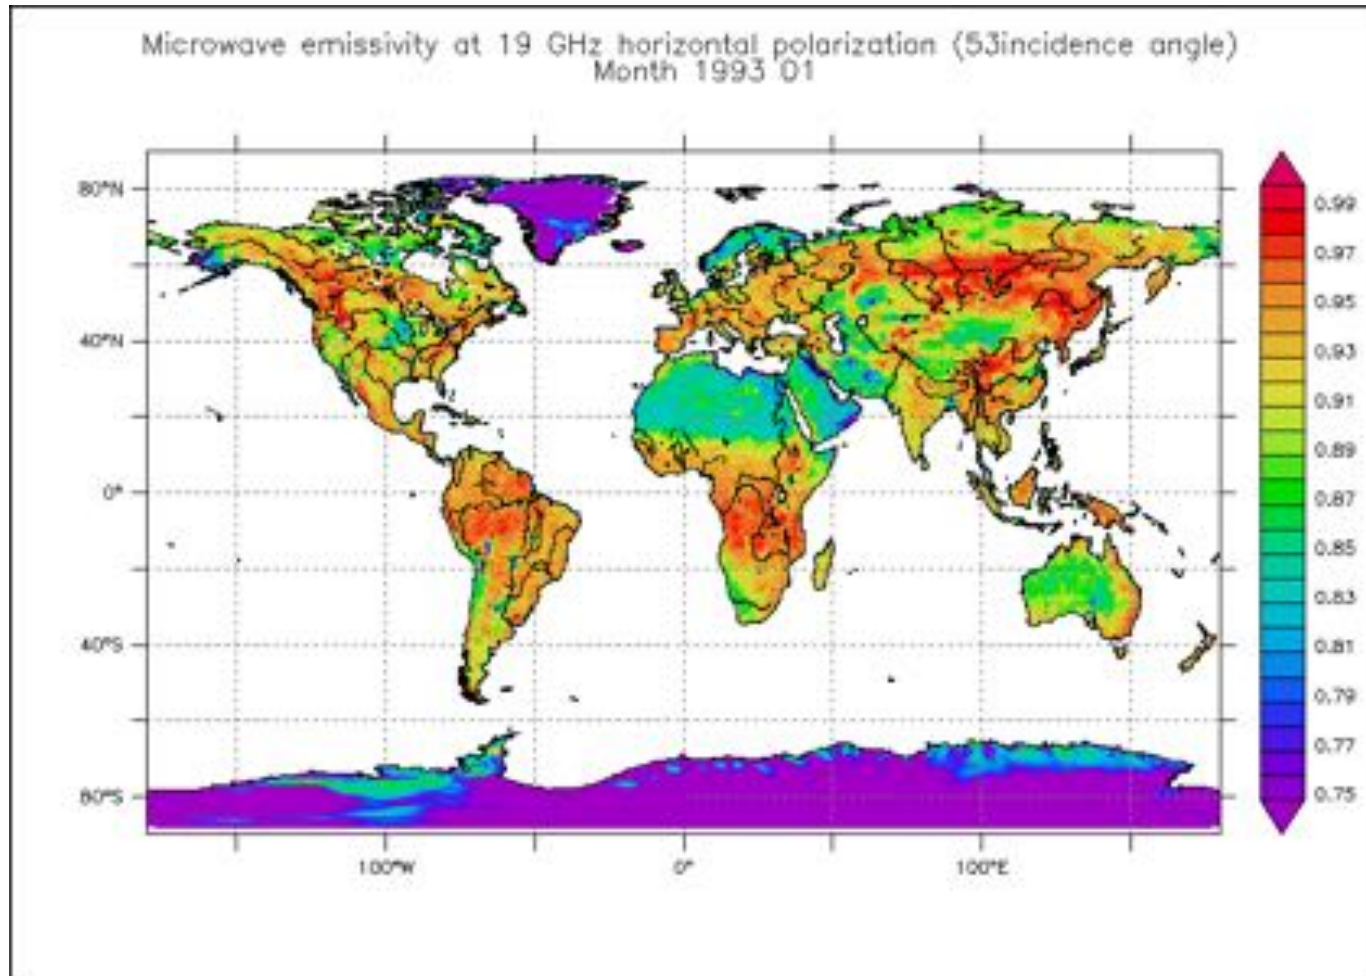 Microwave emissivity at 19 GHz horizontal polarization (53incidence angle)
Month 1993 01
80°N
40°N
0°
40°S
80°S
100°W
0°
100°E
0.99
0.97
0.95
0.93
0.91
0.89
0.87
0.85
0.83
0.81
0.79
0.77
0.75